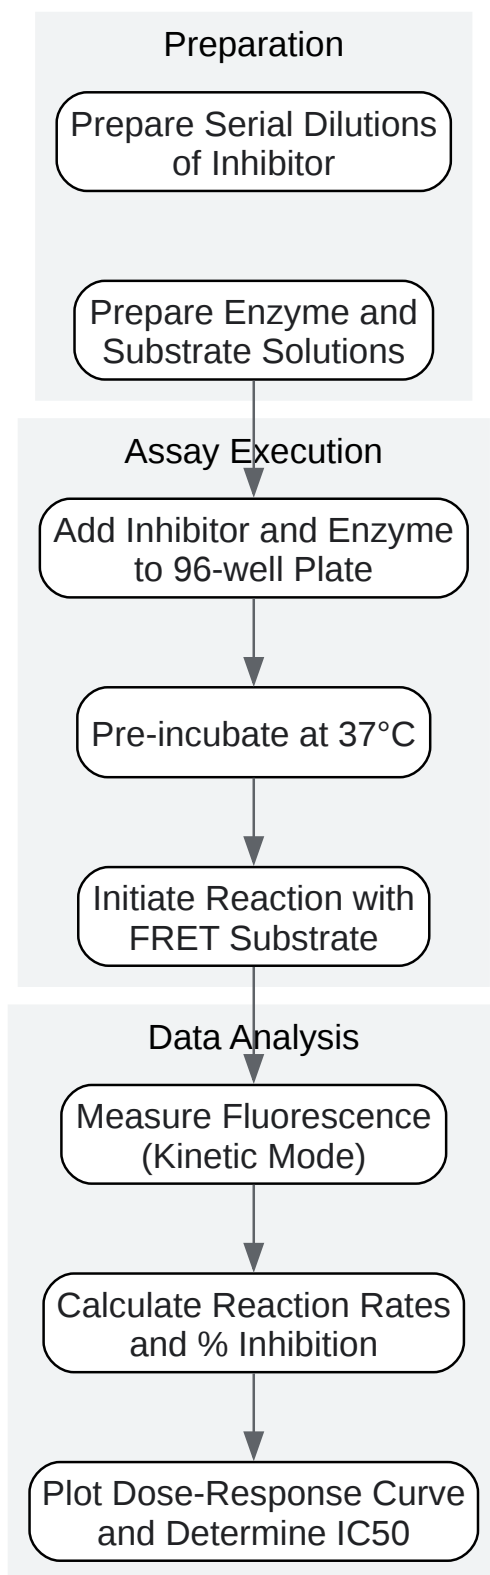 Preparation
Prepare Serial Dilutions
of Inhibitor
Prepare Enzyme and
Substrate Solutions
Assay Execution
Add Inhibitor and Enzyme
to 96-well Plate
Pre-incubate at 37°C
Initiate Reaction with
FRET Substrate
Data Analysis
Measure Fluorescence
(Kinetic Mode)
Calculate Reaction Rates
and % Inhibition
Plot Dose-Response Curve
and Determine IC50